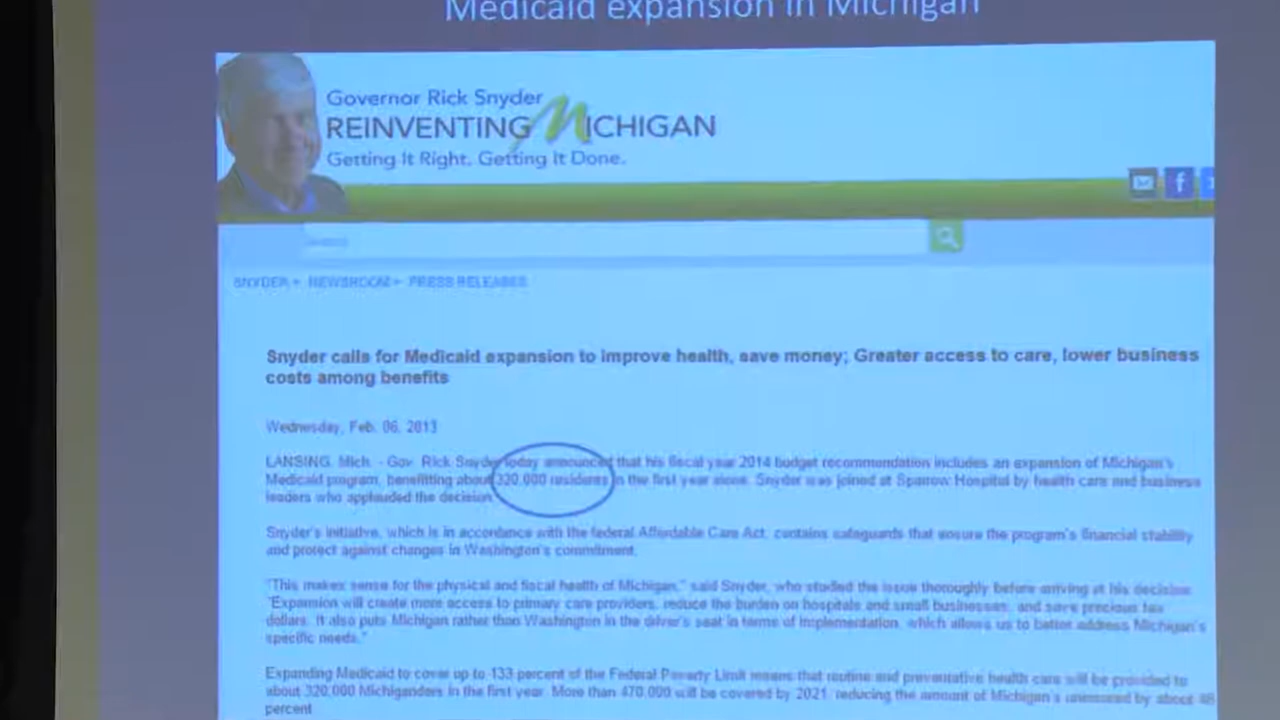 Medicaid expansion in Michigan
Governor Rick Snyder
REINVENTING MICHIGAN
Getting It Right. Getting It Done.
f
SNYDER NEWSROOM PRESS RELEASES
Snyder calls for Medicaid expansion to improve health, save money; Greater access to care, lower business
costs among benefits
Wednesday, Feb. 06, 2013
LANSING, Mich. - Gov. Rick Snyder today announced that his fiscal year 2014 budget recommendation includes an expansion of Michigan's
Medicaid program, benefitting about 320,000 residents in the first year alone. Snyder was joined at Sparrow Hospital by health care and business
leaders who applauded the decision.
Snyder's initiative, which is in accordance with the federal Affordable Care Act, contains safeguards that ensure the program's financial stability
and protect against changes in Washington's commitment.
"This makes sense for the physical and fiscal health of Michigan," said Snyder, who studied the issue thoroughly before arriving at his decision.
"Expansion will create more access to primary care providers, reduce the burden on hospitals and small businesses, and save precious tax
dollars. It also puts Michigan rather than Washington in the driver's seat in terms of implementation, which allows us to better address Michigan's
specific needs."
Expanding Medicaid to cover up to 133 percent of the Federal Poverty Limit means that routine and preventative health care will be provided to
about 320,000 Michiganders in the first year. More than 470,000 will be covered by 2021, reducing the amount of Michigan's uninsured by about 46
percent.